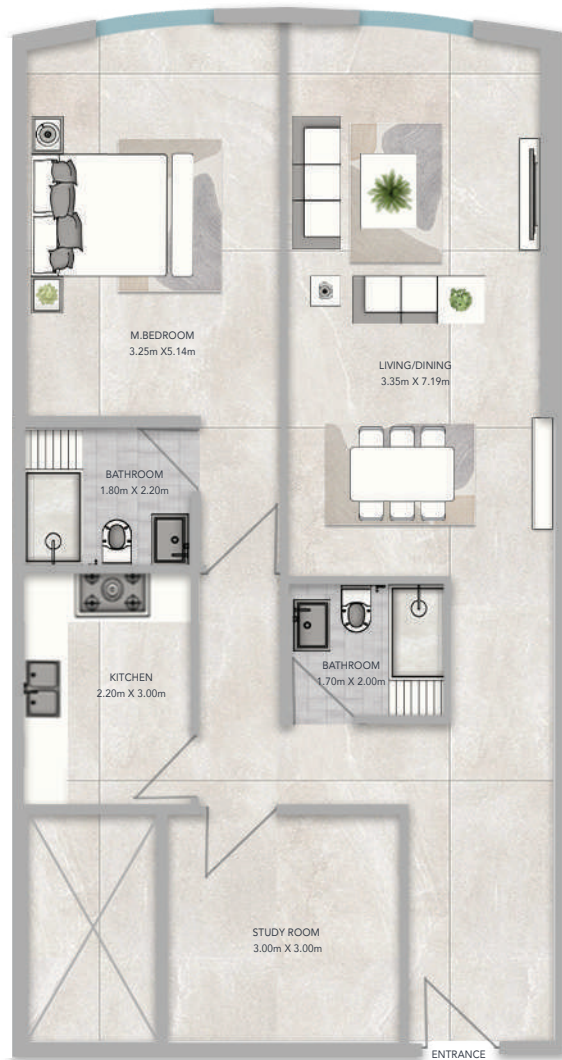 M.BEDROOM
3.25m X5.14m
LIVING/DINING
3.35m X 7.19m
BATHROOM
1.80m X 2.20m
KITCHEN
2.20m X 3.00m
BATHROOM
1.70m X 2.00m
STUDY ROOM
3.00m X 3.00m
ENTRANCE